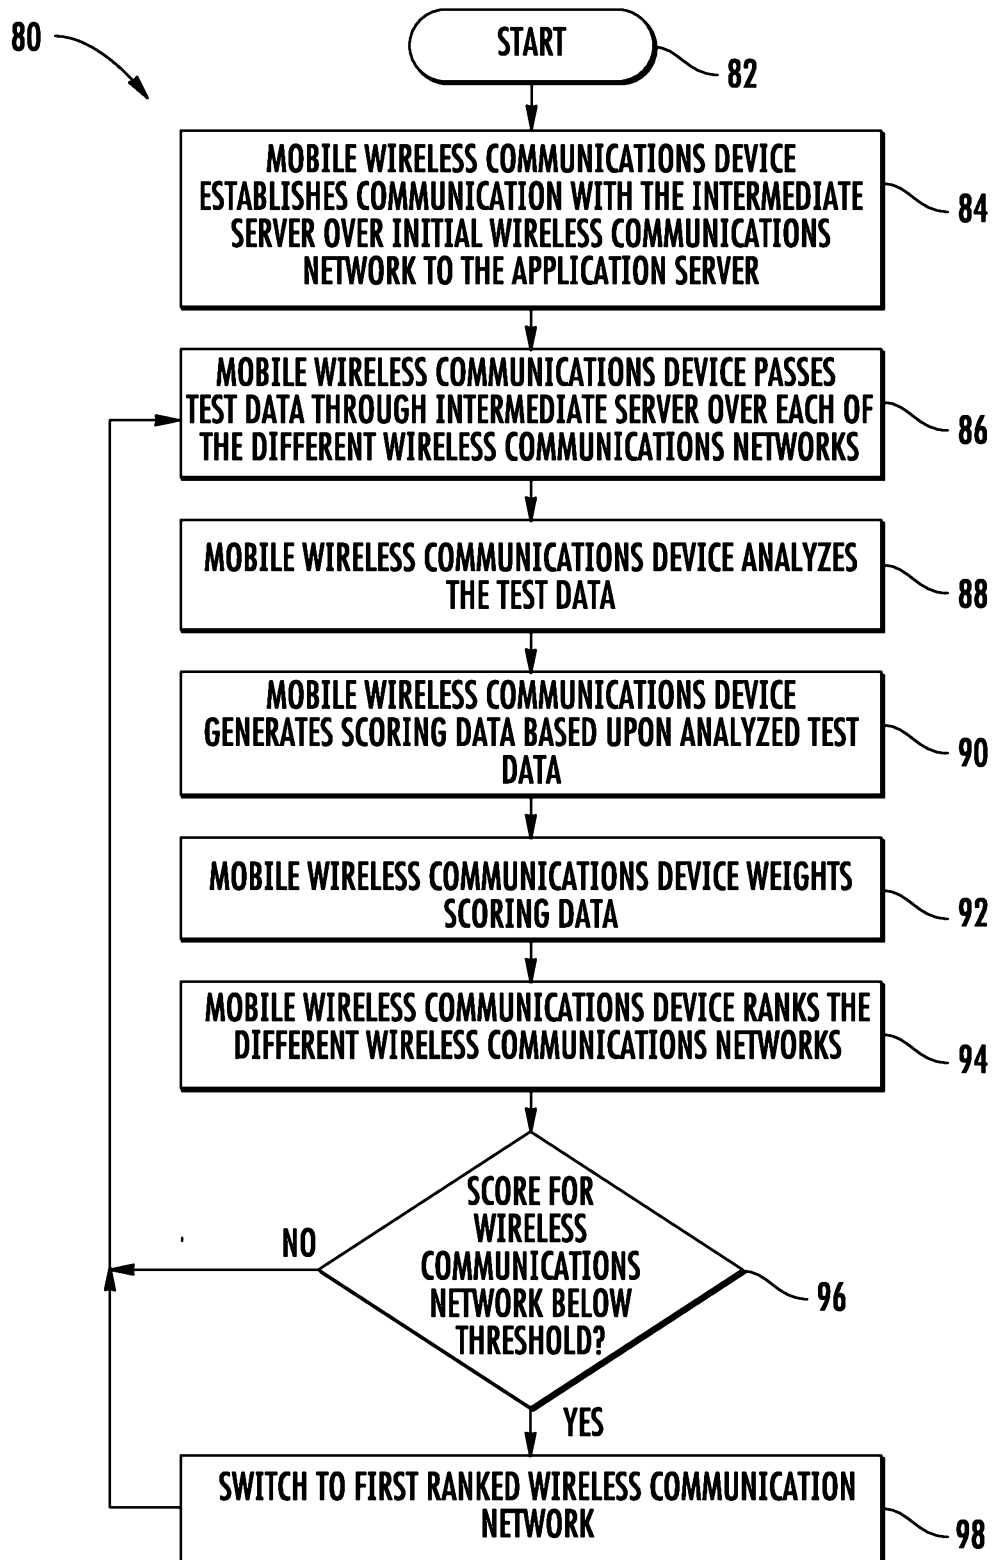 80
START
82
MOBILE WIRELESS COMMUNICATIONS DEVICE
ESTABLISHES COMMUNICATION WITH THE INTERMEDIATE
SERVER OVER INITIAL WIRELESS COMMUNICATIONS
NETWORK TO THE APPLICATION SERVER
84
MOBILE WIRELESS COMMUNICATIONS DEVICE PASSES
TEST DATA THROUGH INTERMEDIATE SERVER OVER EACH OF
THE DIFFERENT WIRELESS COMMUNICATIONS NETWORKS
86
MOBILE WIRELESS COMMUNICATIONS DEVICE ANALYZES
THE TEST DATA
88
MOBILE WIRELESS COMMUNICATIONS DEVICE
GENERATES SCORING DATA BASED UPON ANALYZED TEST
DATA
90
MOBILE WIRELESS COMMUNICATIONS DEVICE WEIGHTS
SCORING DATA
92
MOBILE WIRELESS COMMUNICATIONS DEVICE RANKS THE
DIFFERENT WIRELESS COMMUNICATIONS NETWORKS
94
SCORE FOR
WIRELESS
COMMUNICATIONS
NETWORK BELOW
THRESHOLD?
NO
96
YES
SWITCH TO FIRST RANKED WIRELESS COMMUNICATION
NETWORK
98